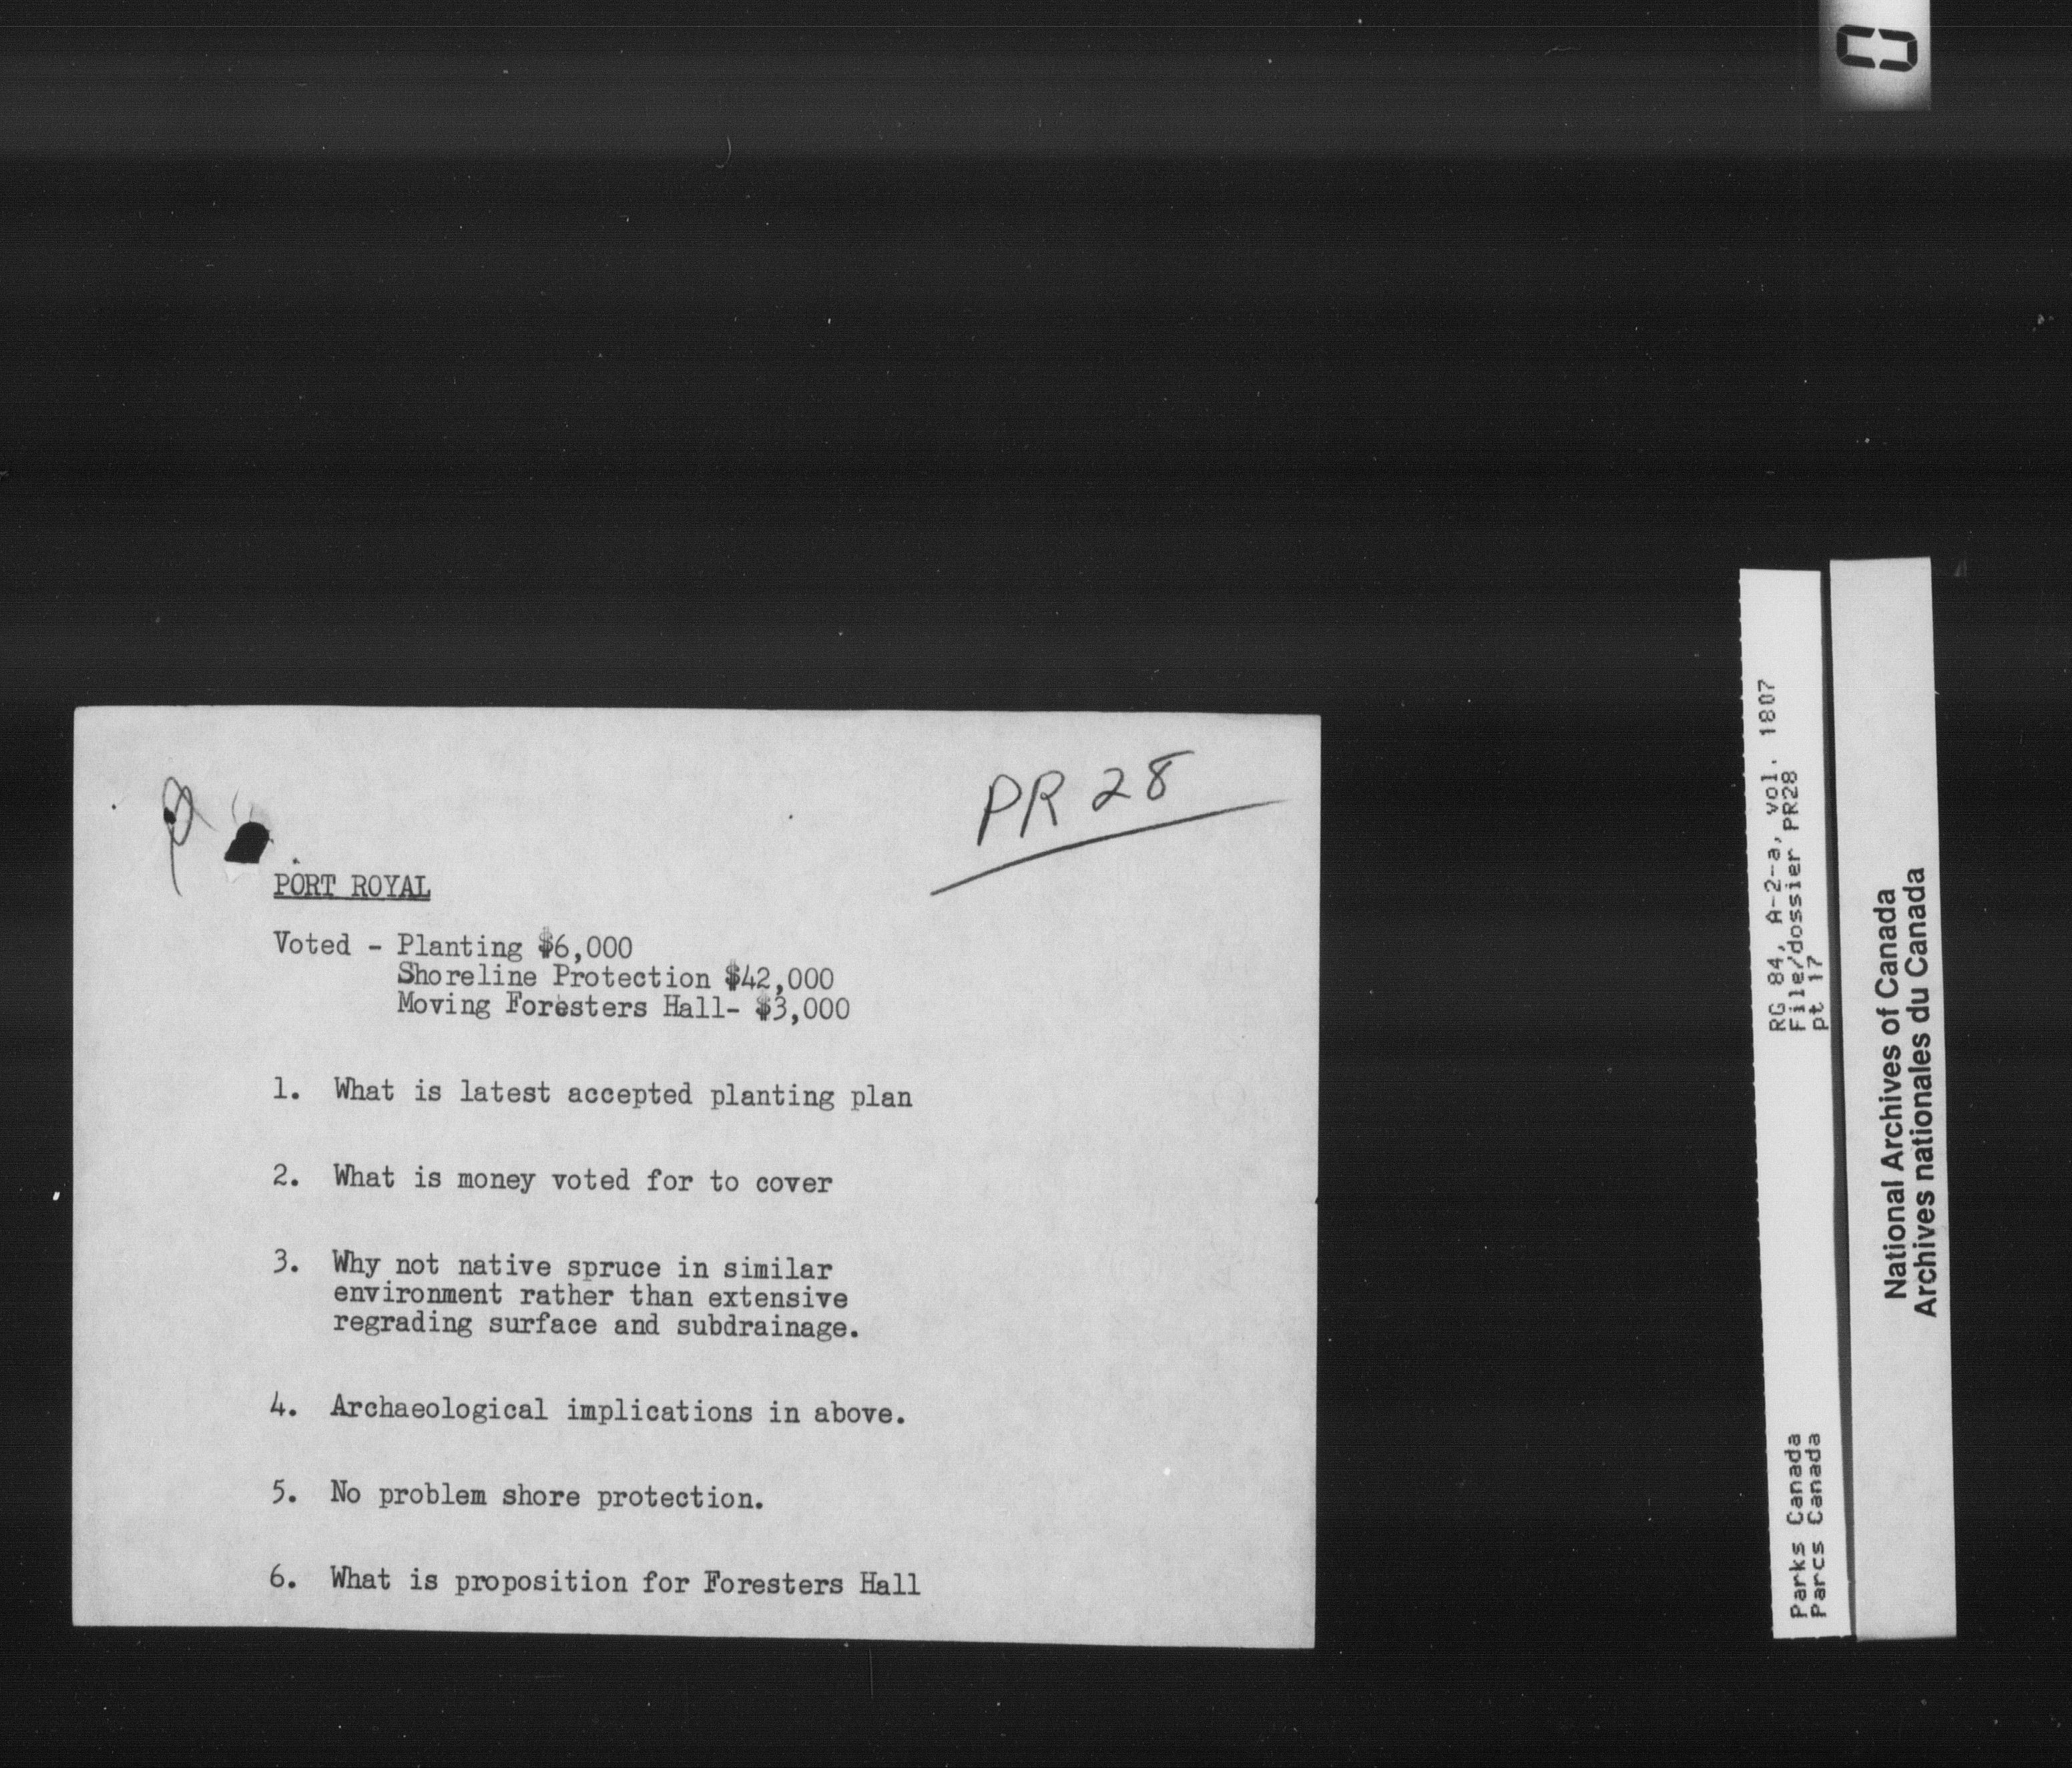 PR 28
PORT ROYAL
Voted - Planting $6,000
Shoreline Protection $42,000
Moving Foresters Hall- $3,000
1. What is latest accepted planting plan
2. What is money voted for to cover
3. Why not native spruce in similar
environment rather than extensive
regrading surface and subdrainage.
4. Archaeological implications in above.
5. No problem shore protection.
6. What is proposition for Foresters Hall
RG 84, A-2-a, vol. 1807
File/dossier PR28
pt 17
Parks Canada
Parcs Canada
National Archives of Canada
Archives nationales du Canada